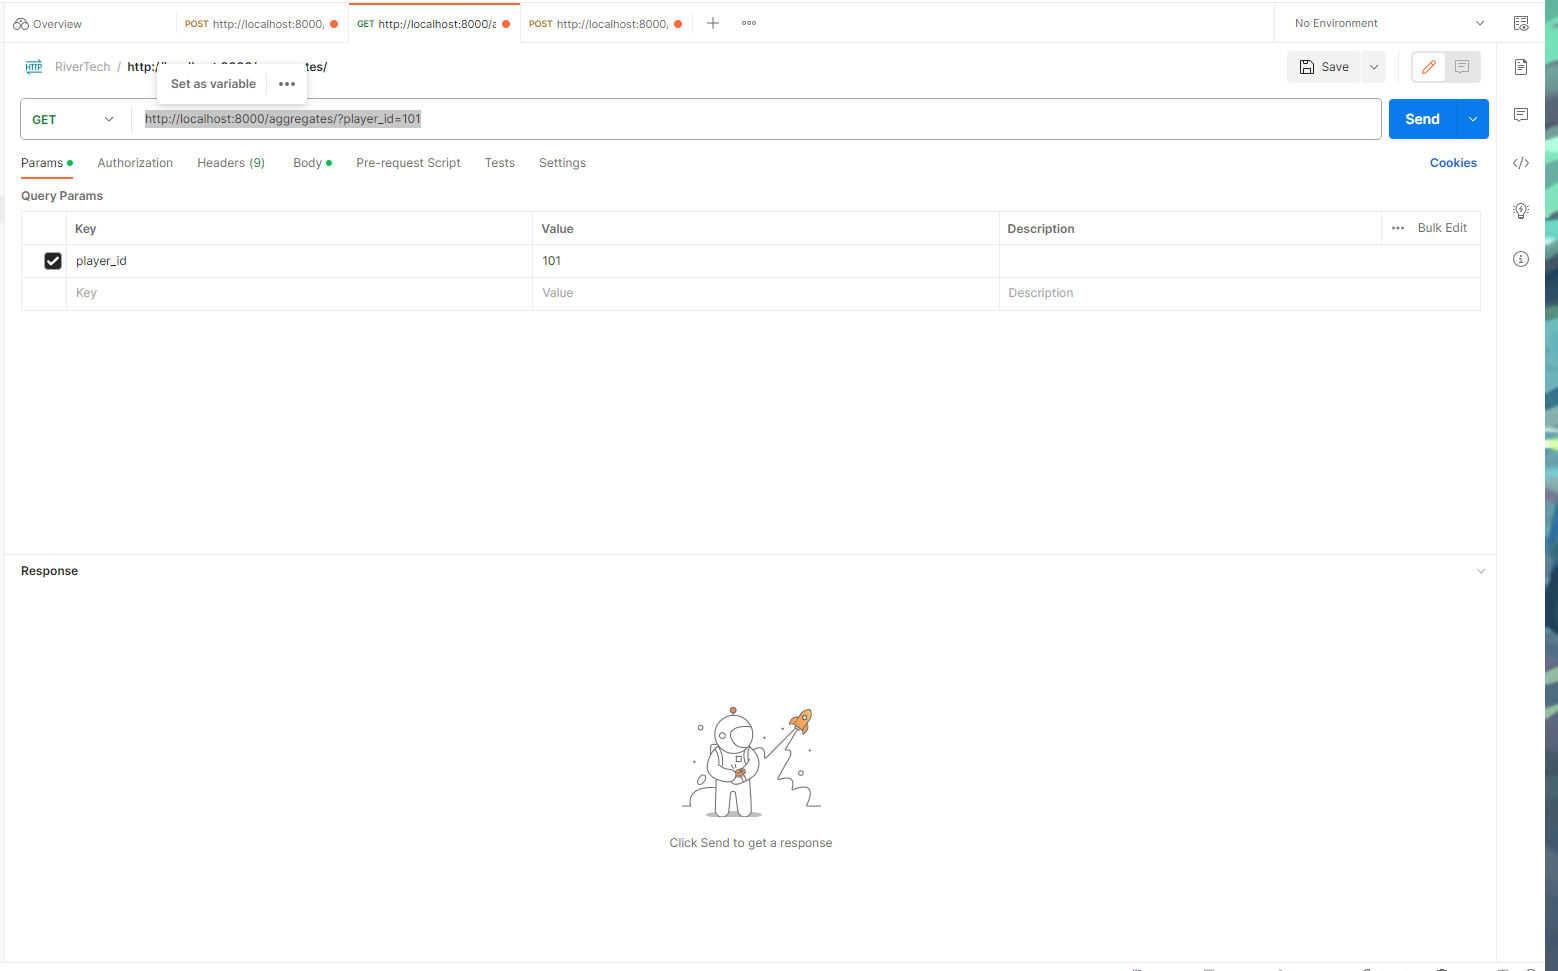 Overview
POST http://localhost:8000/
GET http://localhost:8000/a
POST http://localhost:8000/
No Environment
HTTP RiverTech / http:/ tes/
Save
Set as variable
GET http://localhost:8000/aggregates/?player_id=101
Send
Params Authorization Headers (9) Body Pre-request Script Tests Settings Cookies
Query Params
Key Value Description Bulk Edit
player_id 101
Key Value Description
Response
Click Send to get a response